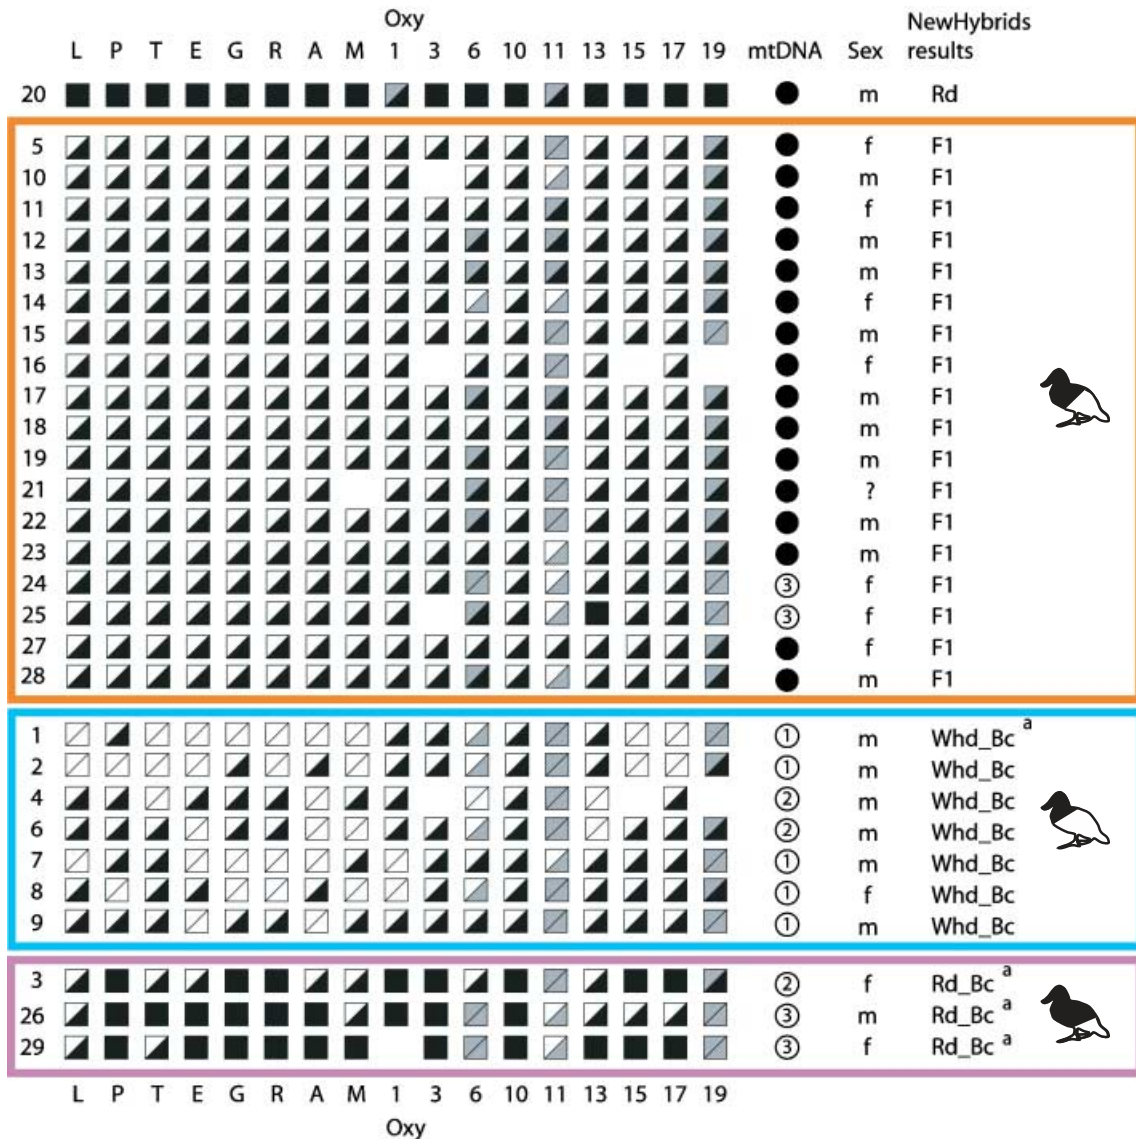 Oxy NewHybrids
L P T E G R A M 1 3 6 10 11 13 15 17 19 mtDNA Sex results
20 m Rd
5 f F1
10 m F1
11 f F1
12 m F1
13 m F1
14 f F1
15 m F1
16 f F1
17 m F1
18 m F1
19 m F1
21 ? F1
22 m F1
23 m F1
24 3 f F1
25 3 f F1
27 f F1
28 m F1
1 1 m Whd_Bc a
2 1 m Whd_Bc
4 2 m Whd_Bc
6 2 m Whd_Bc
7 1 m Whd_Bc
8 1 f Whd_Bc
9 1 m Whd_Bc
3 2 f Rd_Bc a
26 3 m Rd_Bc a
29 3 f Rd_Bc a
L P T E G R A M 1 3 6 10 11 13 15 17 19
Oxy